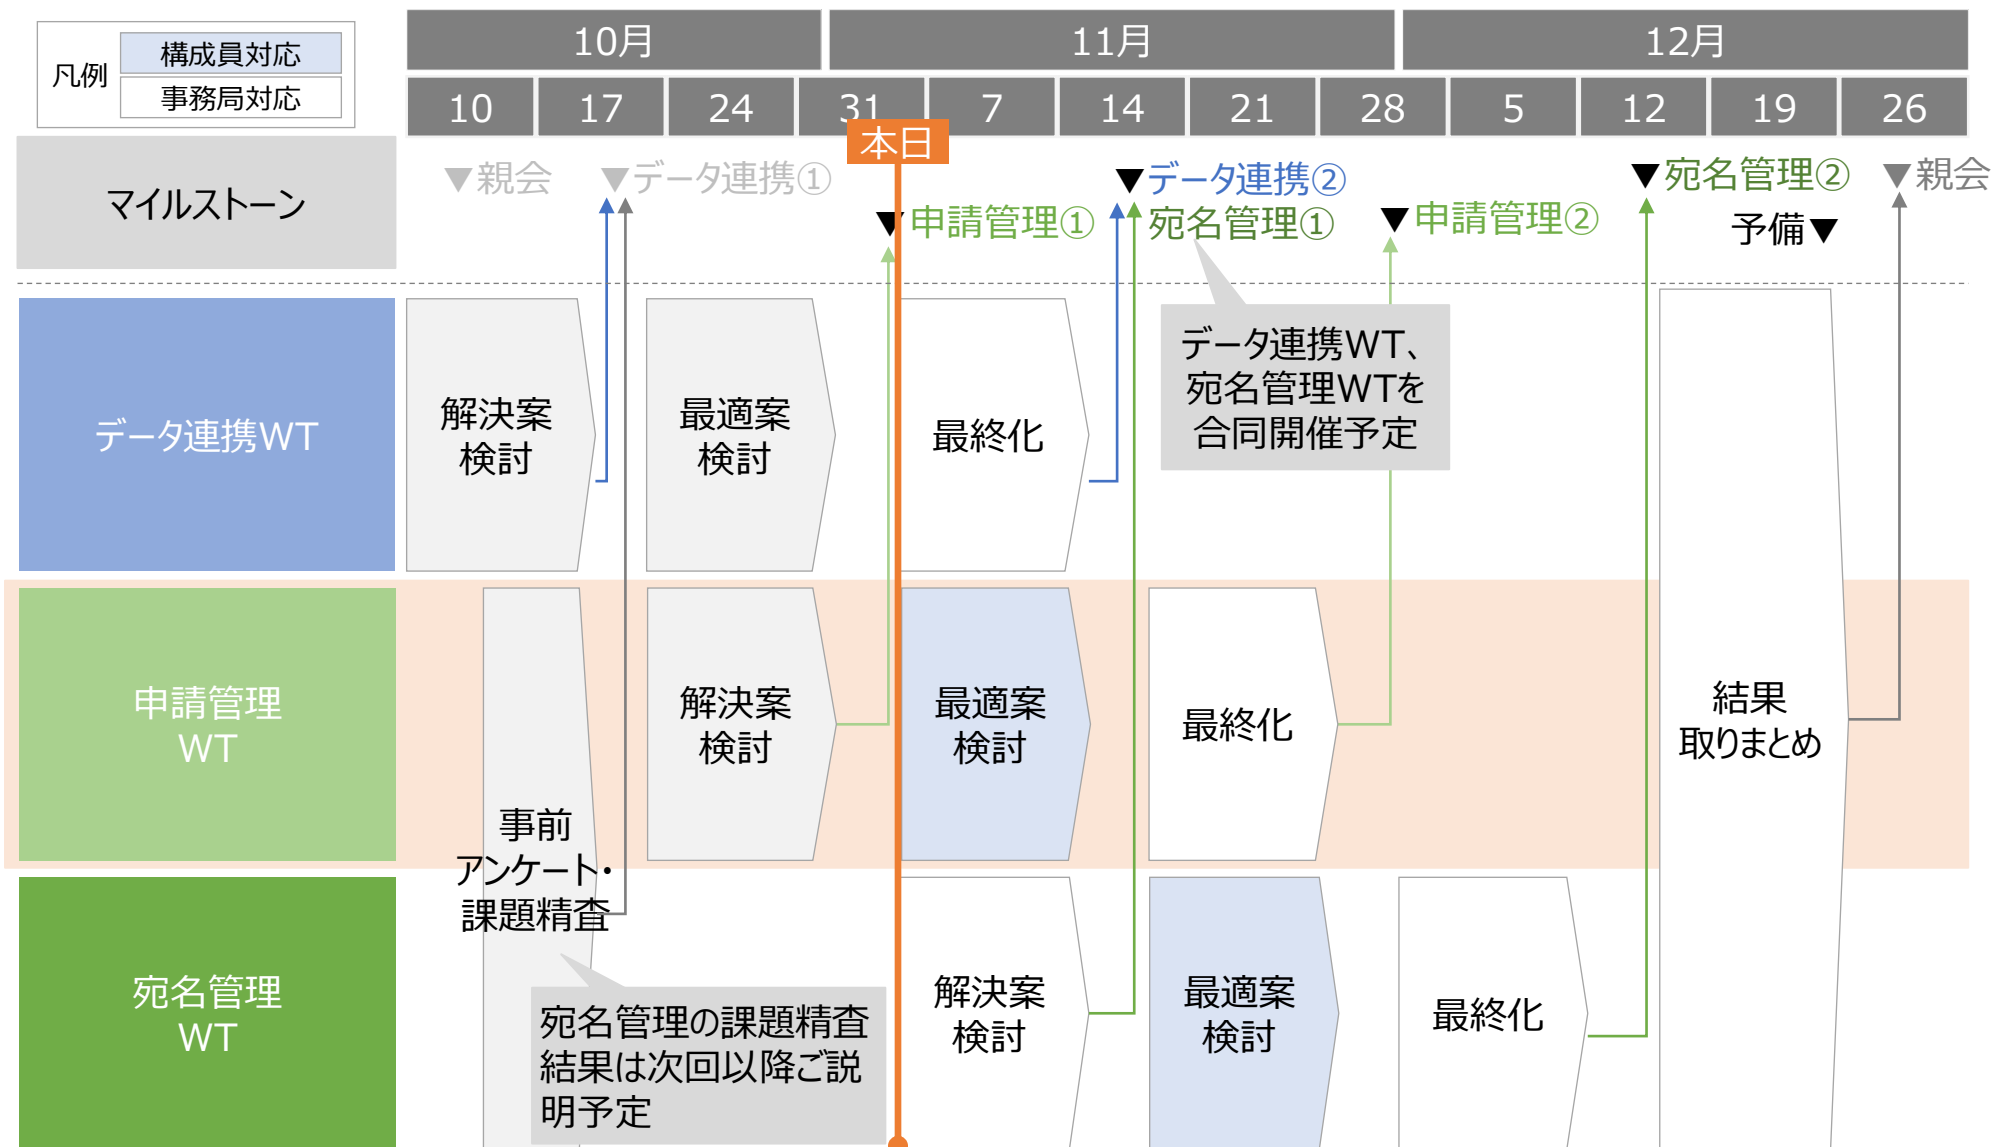 凡例
構成員対応
事務局対応
10月
11月
12月
10
17
24
31
7
14
21
28
5
12
19
26
本日
マイルストーン
▼親会
▼データ連携①
▼申請管理①
▼データ連携②
宛名管理①
▼申請管理②
▼宛名管理②
予備▼
▼親会
データ連携WT
解決案
検討
最適案
検討
最終化
データ連携WT、
宛名管理WTを
合同開催予定
申請管理
WT
解決案
検討
最適案
検討
最終化
結果
取りまとめ
事前
アンケート・
課題精査
宛名管理
WT
宛名管理の課題精査
結果は次回以降ご説
明予定
解決案
検討
最適案
検討
最終化